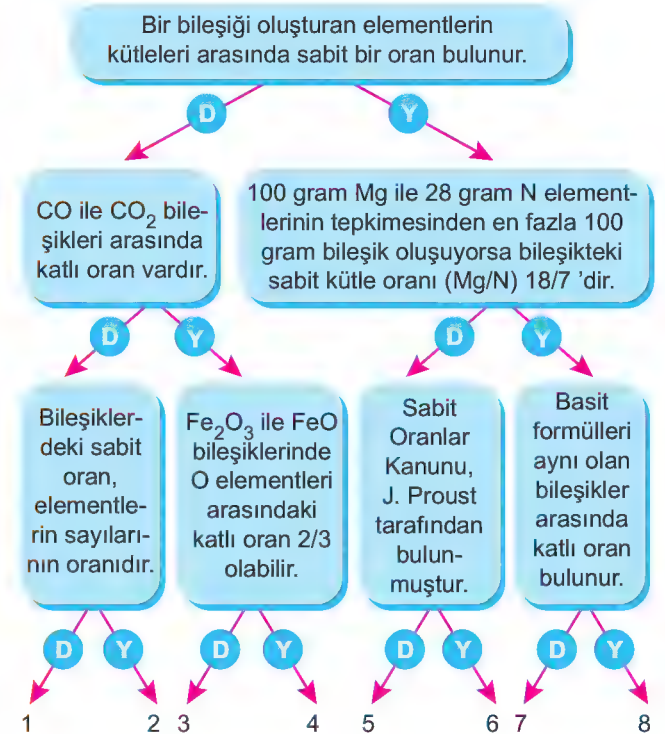 Bir bileşiği oluşturan elementlerin
kütleleri arasında sabit bir oran bulunur.
D
Y
CO ile CO₂ bile-
şikleri arasında
katlı oran vardır.
100 gram Mg ile 28 gram N element-
lerinin tepkimesinden en fazla 100
gram bileşik oluşuyorsa bileşikteki
sabit kütle oranı (Mg/N) 18/7 'dir.
D
Y
D
Y
Bileşikler-
deki sabit
oran,
elementle-
rin sayıları-
nın oranıdır.
Fe₂O₃ ile FeO
bileşiklerinde
O elementleri
arasındaki
katlı oran 2/3
olabilir.
Sabit
Oranlar
Kanunu,
J. Proust
tarafından
bulun-
muştur.
Basit
formülleri
aynı olan
bileşikler
arasında
katlı oran
bulunur.
D
Y
D
Y
D
Y
D
Y
1
2
3
4
5
6
7
8